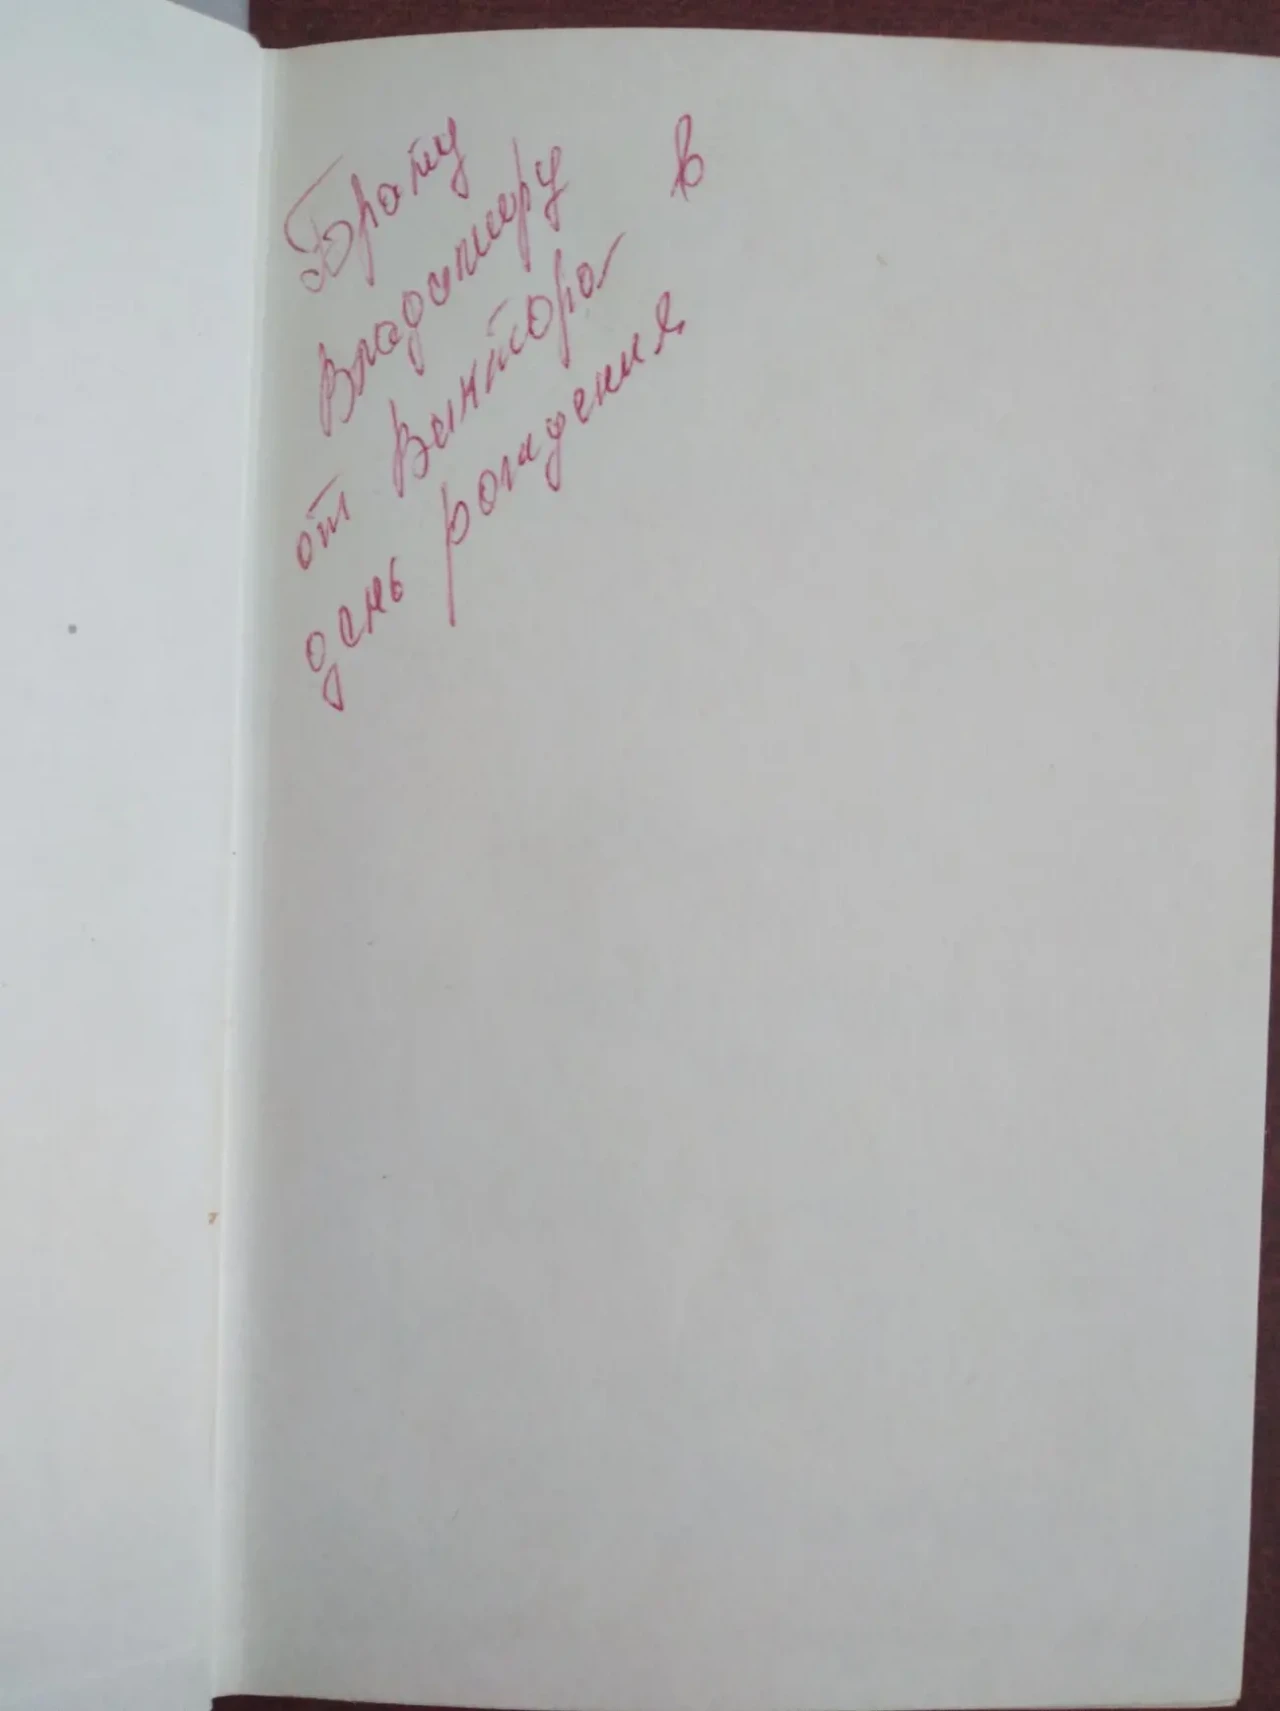 Брату
Владимиру
от Виктора в
день рождения